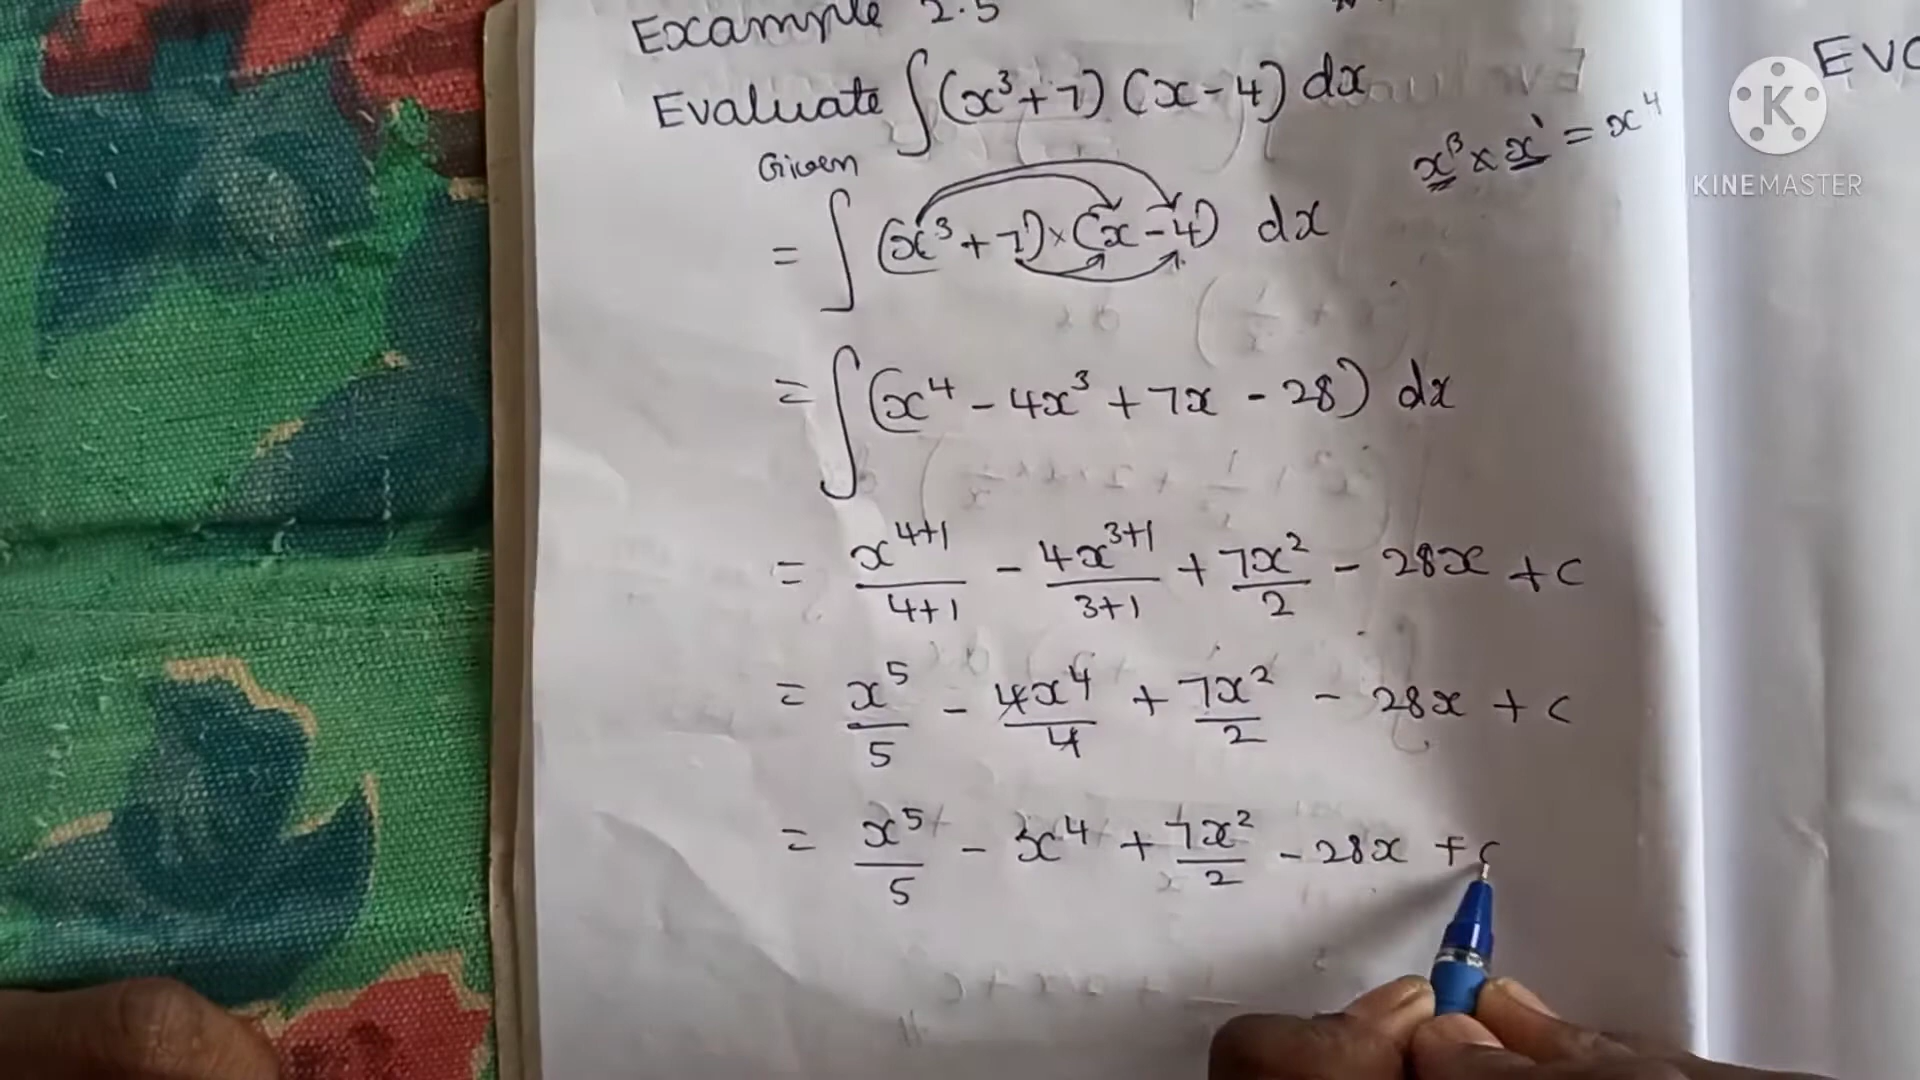 Example 2.5
Evaluate ∫(x³+7)(x-4) dx
Given
x³ × x¹ = x⁴
= ∫(x³+7)×(x-4) dx
= ∫(x⁴ - 4x³ + 7x - 28) dx
= x⁴⁺¹/4+1 - 4x³⁺¹/3+1 + 7x²/2 - 28x + c
= x⁵/5 - 4x⁴/4 + 7x²/2 - 28x + c
= x⁵/5 - x⁴ + 7x²/2 - 28x + c
KINEMASTER